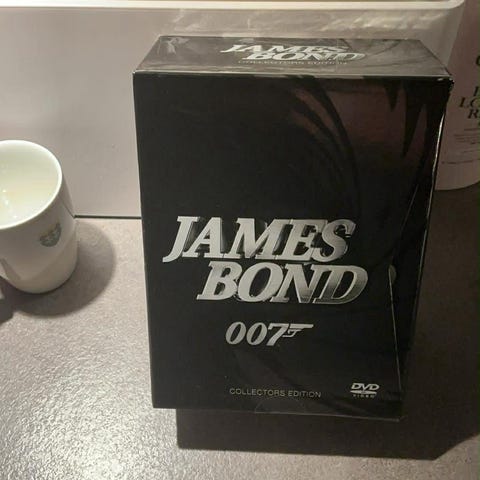 JAMES
BOND
COLLECTORS EDITION
JAMES
BOND
007
COLLECTORS EDITION
DVD
VIDEO